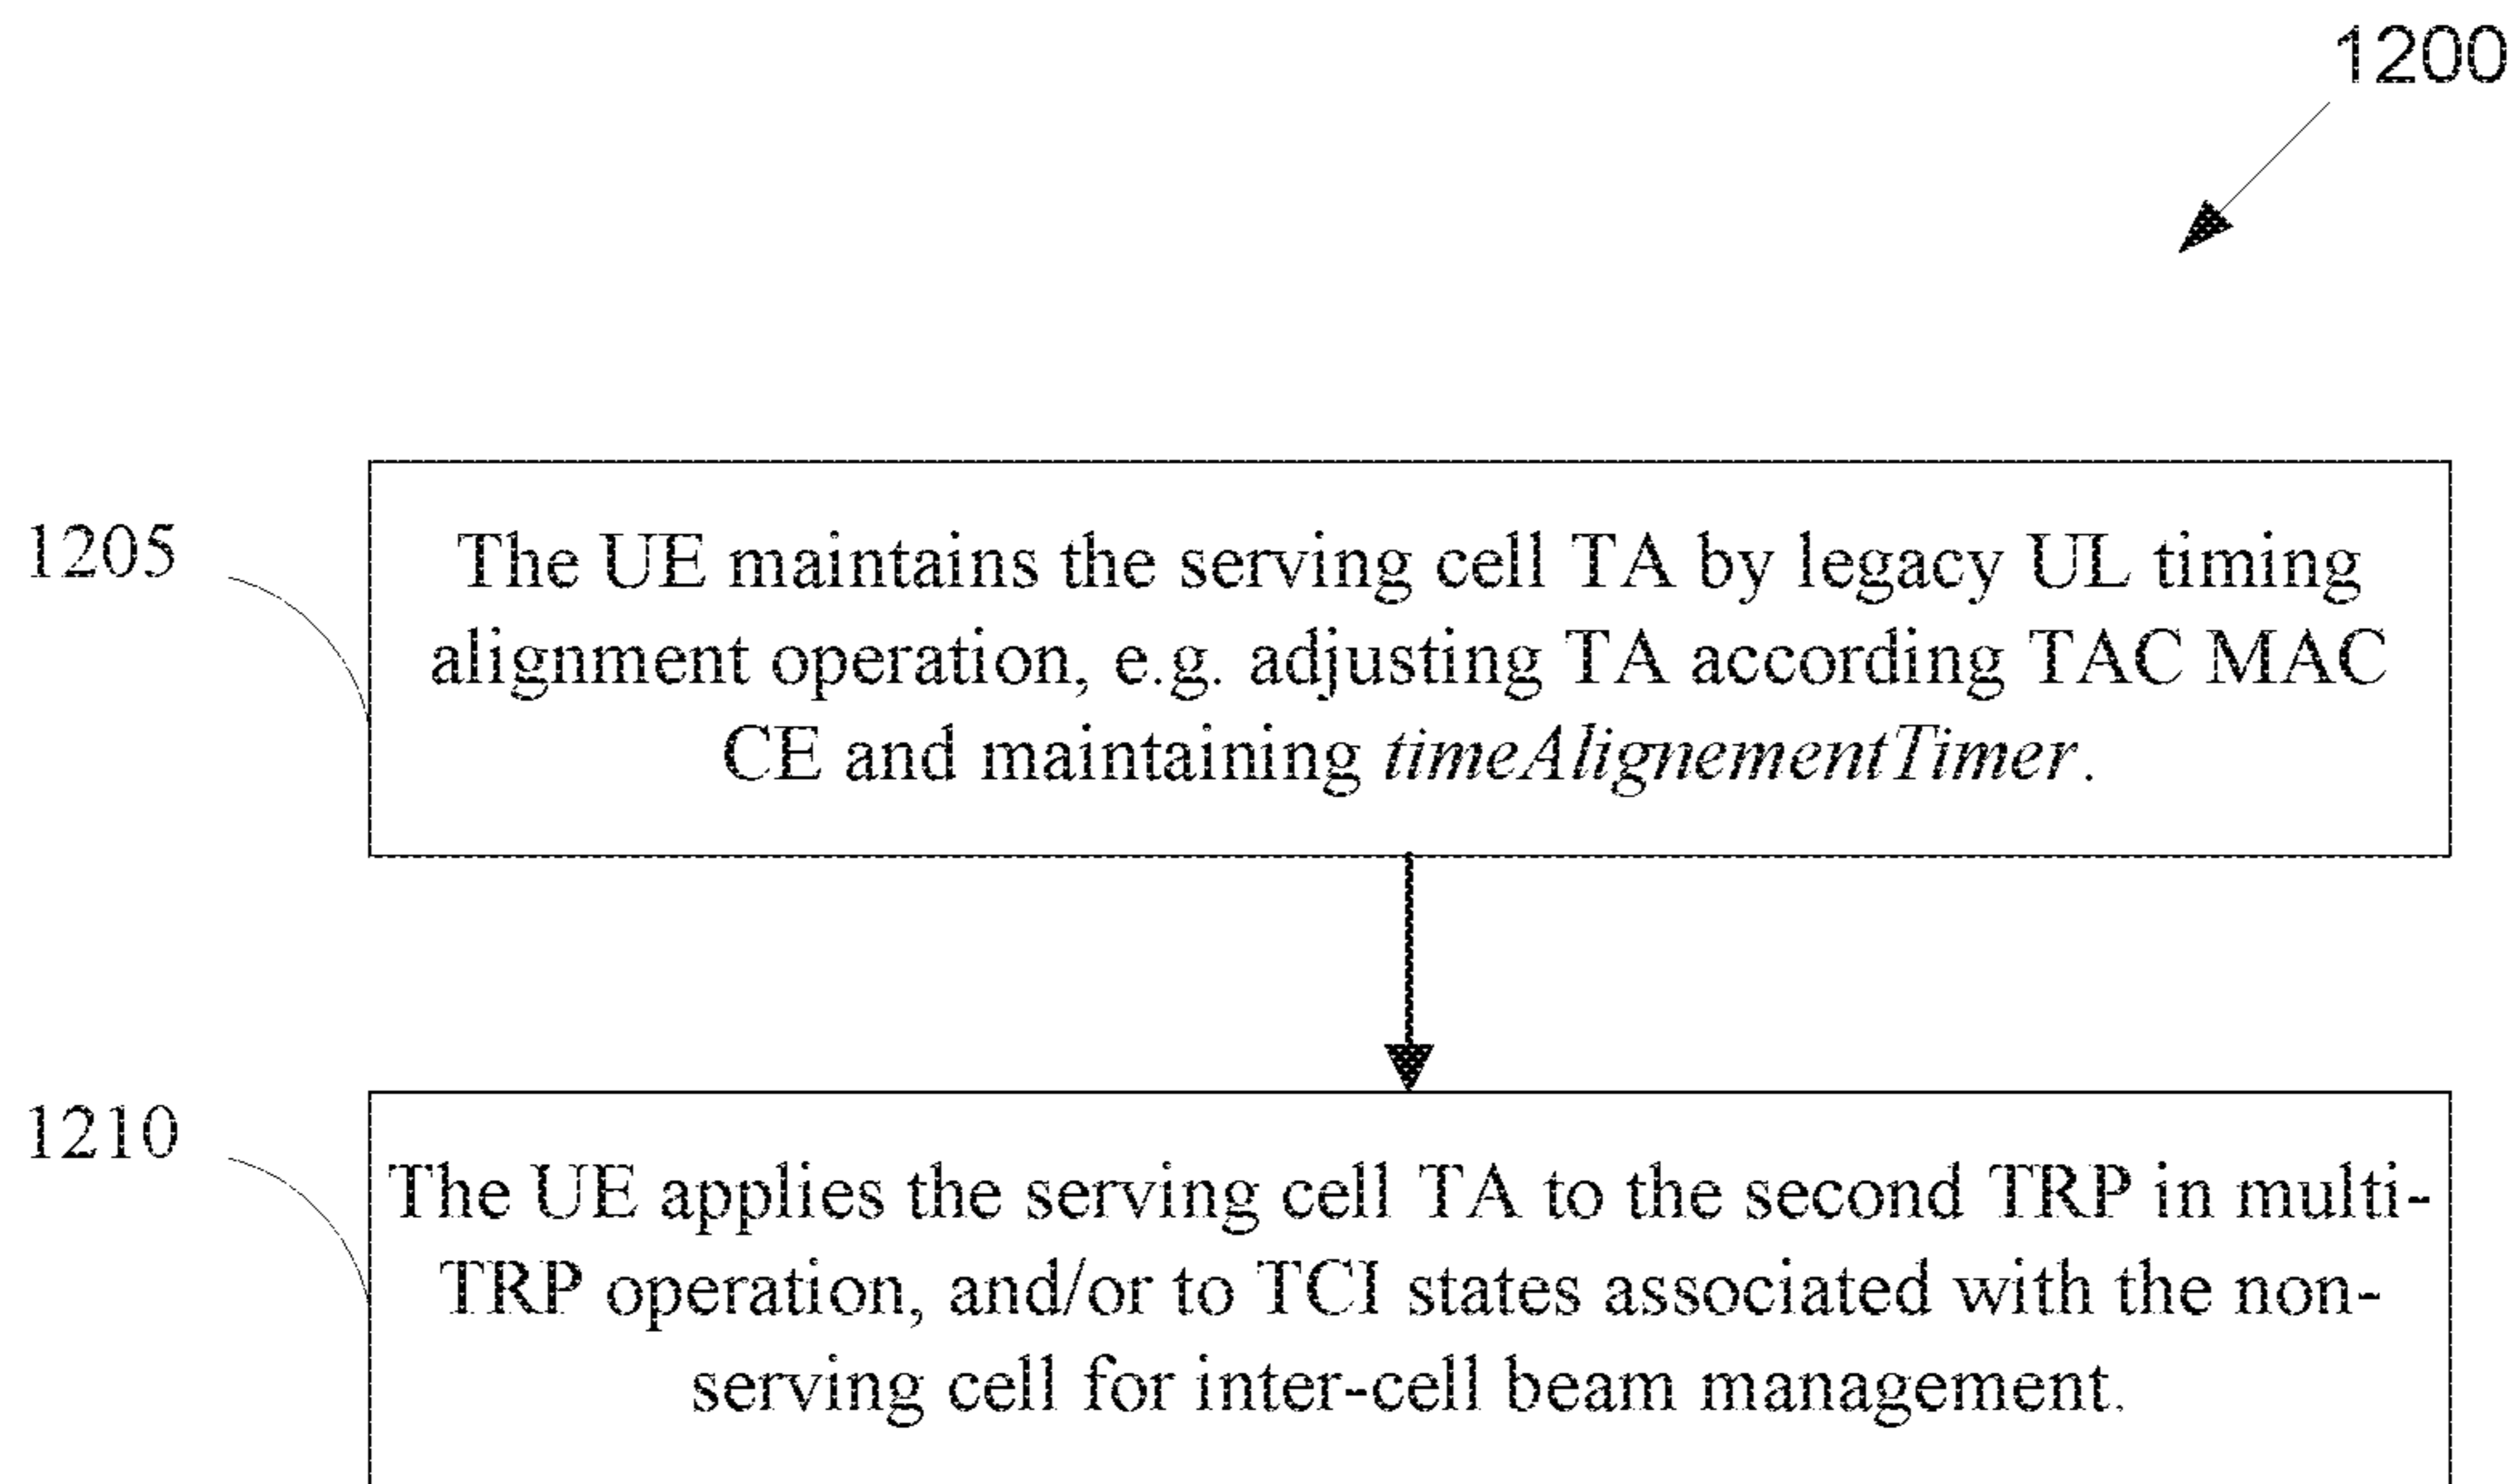 1200
1205
The UE maintains the serving cell TA by legacy UL timing
alignment operation, e.g. adjusting TA according TAC MAC
CE and maintaining timeAlignementTimer.
1210
The UE applies the serving cell TA to the second TRP in multi-
TRP operation, and/or to TCI states associated with the non-
serving cell for inter-cell beam management.